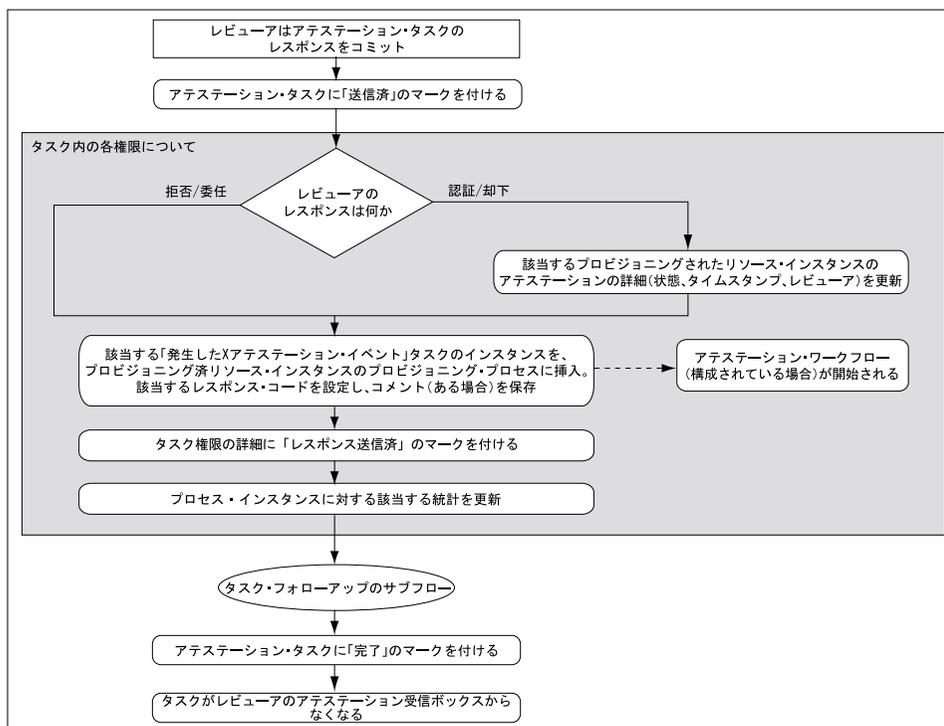 レビューアはアテステーション・タスクの
レスポンスをコミット
アテステーション・タスクに「送信済」のマークを付ける
タスク内の各権限について
拒否/委任
レビューアの
レスポンスは何か
認証/却下
該当するプロビジョニングされたリソース・インスタンスの
アテステーションの詳細(状態、タイムスタンプ、レビューア)を更新
該当する「発生したXアテステーション・イベント」タスクのインスタンスを、
プロビジョニング済リソース・インスタンスのプロビジョニング・プロセスに挿入。
該当するレスポンス・コードを設定し、コメント(ある場合)を保存
アテステーション・ワークフロー
(構成されている場合)が開始される
タスク権限の詳細に「レスポンス送信済」のマークを付ける
プロセス・インスタンスに対する該当する統計を更新
タスク・フォローアップのサブフロー
アテステーション・タスクに「完了」のマークを付ける
タスクがレビューアのアテステーション受信ボックスから
なくなる